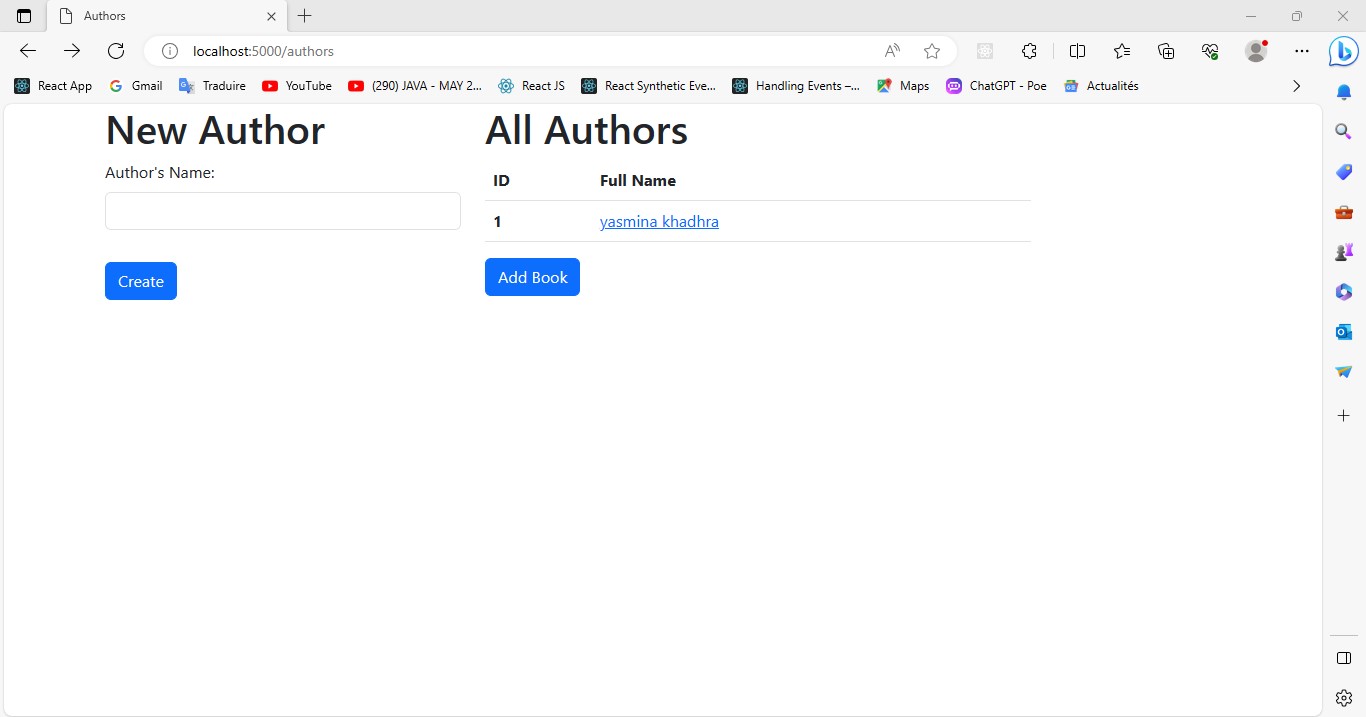 Authors
localhost:5000/authors
React App Gmail Traduire YouTube (290) JAVA - MAY 2... React JS React Synthetic Eve... Handling Events –... Maps ChatGPT - Poe Actualités
New Author
Author's Name:
Create
All Authors
ID Full Name
1 yasmina khadhra
Add Book